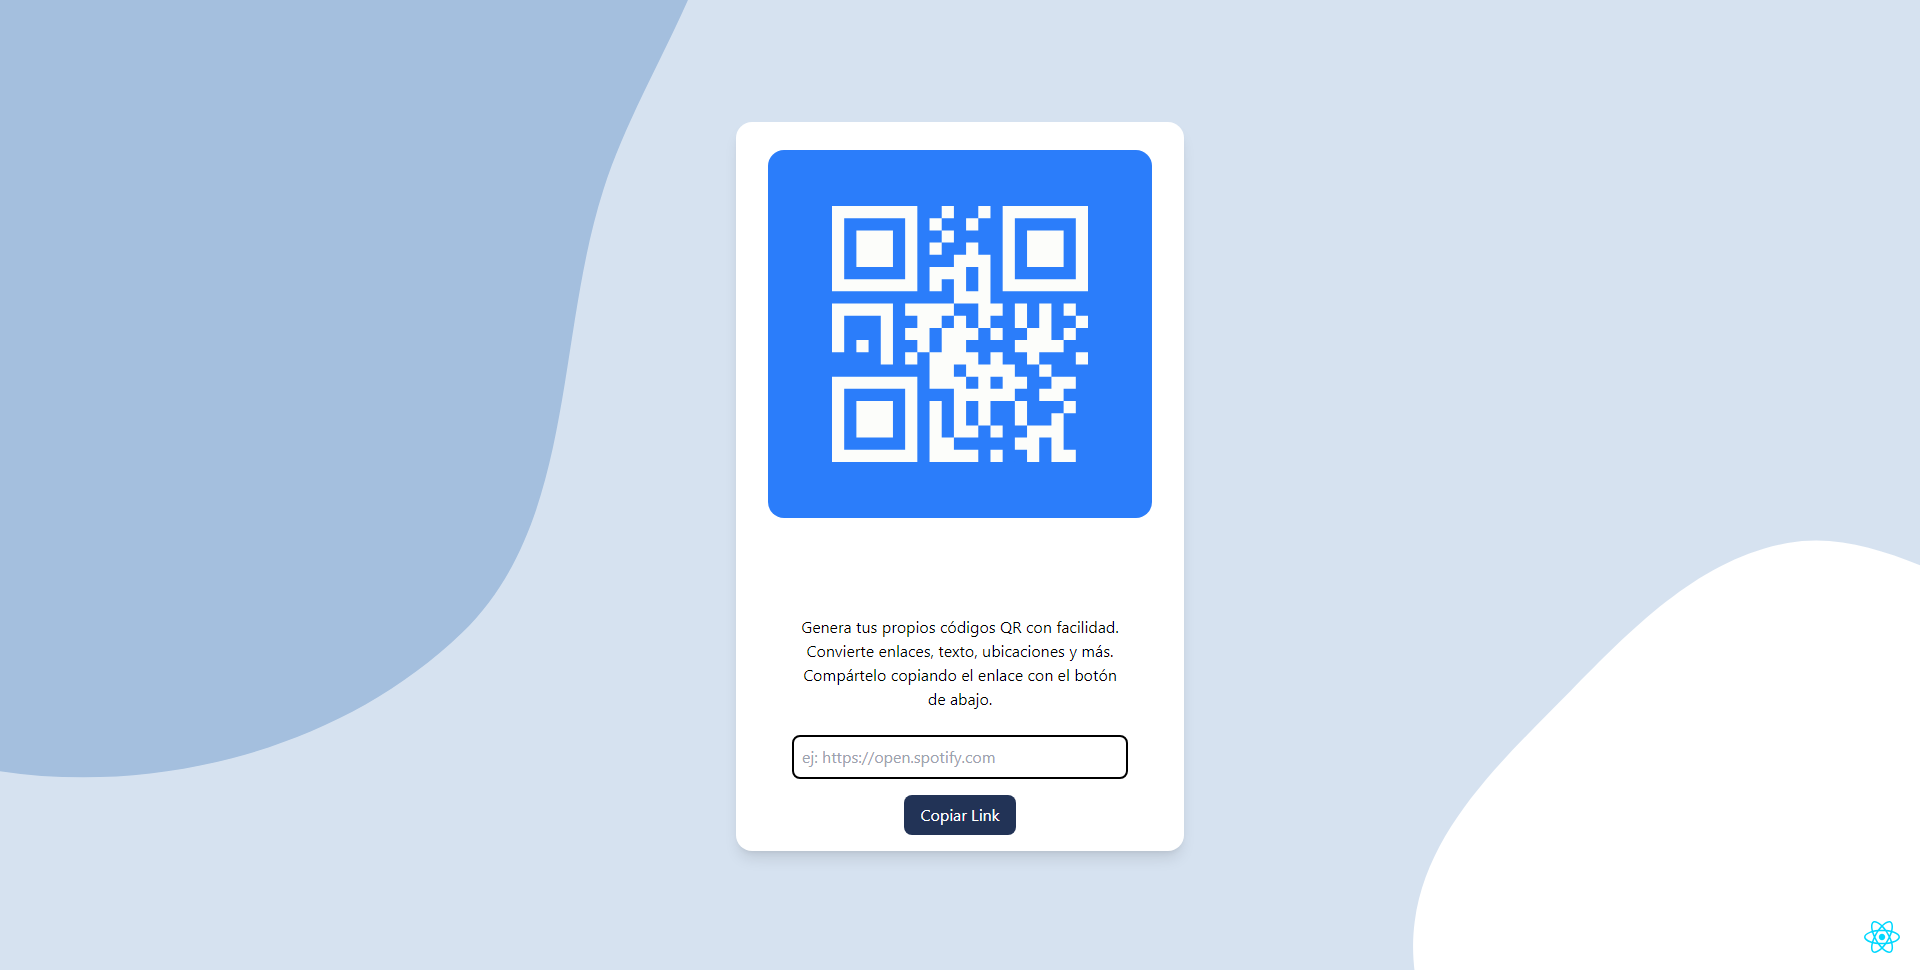 Genera tus propios códigos QR con facilidad.
Convierte enlaces, texto, ubicaciones y más.
Compártelo copiando el enlace con el botón
de abajo.
ej: https://open.spotify.com
Copiar Link